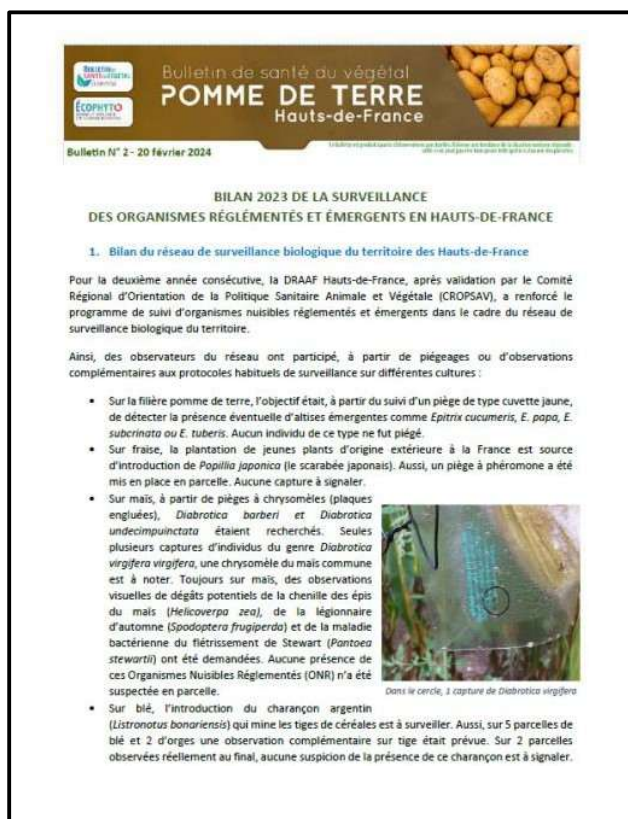 BULLETIN DE
SANTÉ DU VÉGÉTAL
ÉCOPHYTO
Bulletin de santé du végétal
POMME DE TERRE
Hauts-de-France
Bulletin N° 2 - 20 février 2024
BILAN 2023 DE LA SURVEILLANCE
DES ORGANISMES RÉGLÉMENTÉS ET ÉMERGENTS EN HAUTS-DE-FRANCE
1. Bilan du réseau de surveillance biologique du territoire des Hauts-de-France
Pour la deuxième année consécutive, la DRAAF Hauts-de-France, après validation par le Comité
Régional d'Orientation de la Politique Sanitaire Animale et Végétale (CROPSAV), a renforcé le
programme de suivi d'organismes nuisibles réglementés et émergents dans le cadre du réseau de
surveillance biologique du territoire.
Ainsi, des observateurs du réseau ont participé, à partir de piégeages ou d'observations
complémentaires aux protocoles habituels de surveillance sur différentes cultures :
• Sur la filière pomme de terre, l'objectif était, à partir du suivi d'un piège de type cuvette jaune,
de détecter la présence éventuelle d'altises émergentes comme Epitrix cucumeris, E. papa, E.
subcrinata ou E. tuberis. Aucun individu de ce type ne fut piégé.
• Sur fraise, la plantation de jeunes plants d'origine extérieure à la France est source
d'introduction de Popillia japonica (le scarabée japonais). Aussi, un piège à phéromone a été
mis en place en parcelle. Aucune capture à signaler.
• Sur maïs, à partir de pièges à chrysomèles (plaques
engluées), Diabrotica barberi et Diabrotica
undecimpuinctata étaient recherchés. Seules
plusieurs captures d'individus du genre Diabrotica
virgifera virgifera, une chrysomèle du maïs commune
est à noter. Toujours sur maïs, des observations
visuelles de dégâts potentiels de la chenille des épis
du maïs (Helicoverpa zea), de la légionnaire
d'automne (Spodoptera frugiperda) et de la maladie
bactérienne du flétrissement de Stewart (Pantoea
stewartii) ont été demandées. Aucune présence de
ces Organismes Nuisibles Réglementés (ONR) n'a été
suspectée en parcelle.
Dans le cercle, 1 capture de Diabrotica virgifera
• Sur blé, l'introduction du charançon argentin
(Listronotus bonariensis) qui mine les tiges de céréales est à surveiller. Aussi, sur 5 parcelles de
blé et 2 d'orges une observation complémentaire sur tige était prévue. Sur 2 parcelles
observées réellement au final, aucune suspicion de la présence de ce charançon est à signaler.